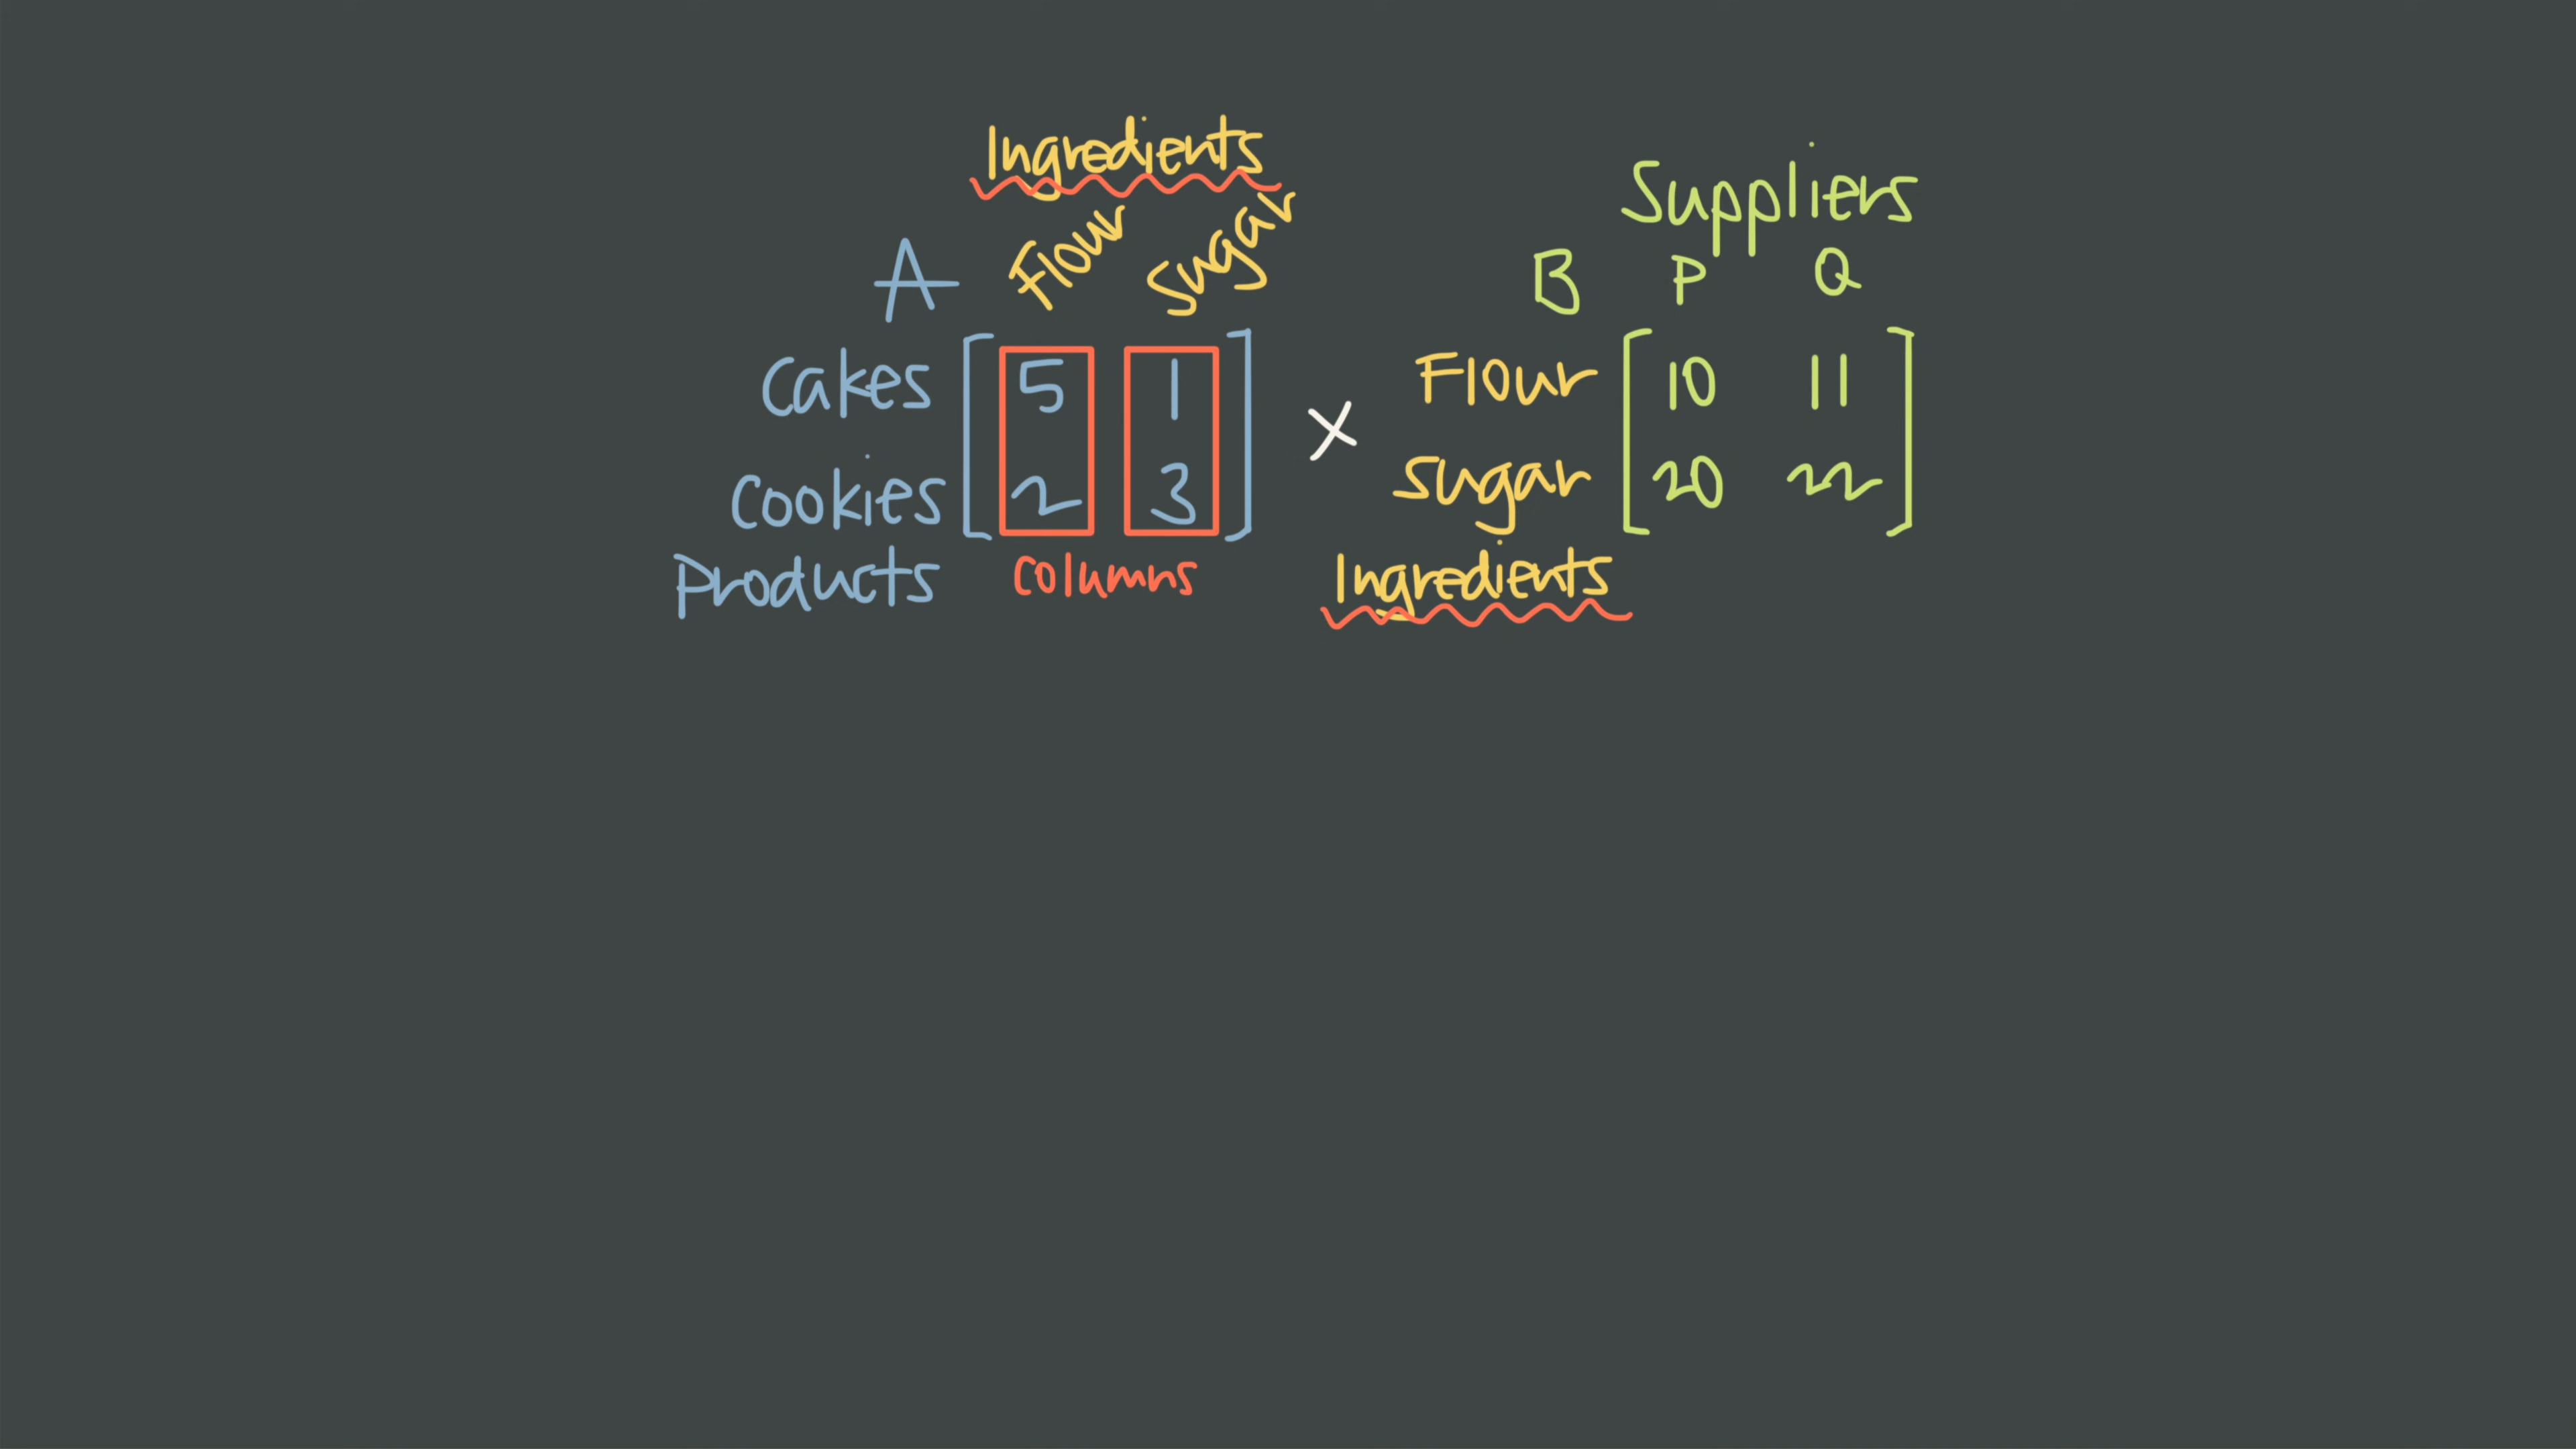 Ingredients
Suppliers
A Flour Sugar
B P Q
Cakes 5 1
×
Flour 10 11
Cookies 2 3
Sugar 20 22
Products columns
Ingredients